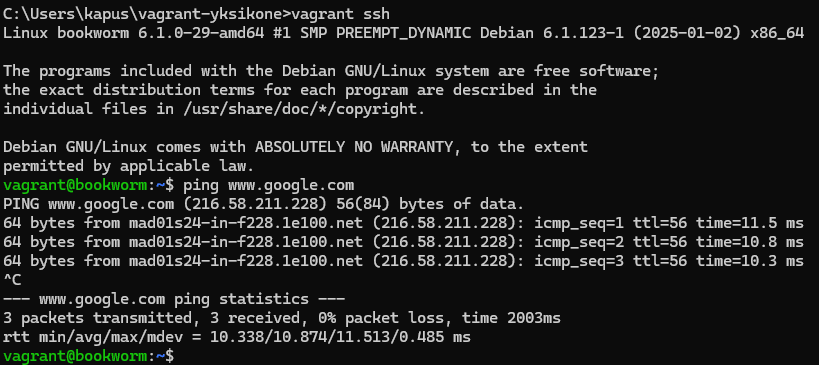 C:\Users\kapus\vagrant-yksikone>vagrant ssh
Linux bookworm 6.1.0-29-amd64 #1 SMP PREEMPT_DYNAMIC Debian 6.1.123-1 (2025-01-02) x86_64
The programs included with the Debian GNU/Linux system are free software;
the exact distribution terms for each program are described in the
individual files in /usr/share/doc/*/copyright.
Debian GNU/Linux comes with ABSOLUTELY NO WARRANTY, to the extent
permitted by applicable law.
vagrant@bookworm:~$ ping www.google.com
PING www.google.com (216.58.211.228) 56(84) bytes of data.
64 bytes from mad01s24-in-f228.1e100.net (216.58.211.228): icmp_seq=1 ttl=56 time=11.5 ms
64 bytes from mad01s24-in-f228.1e100.net (216.58.211.228): icmp_seq=2 ttl=56 time=10.8 ms
64 bytes from mad01s24-in-f228.1e100.net (216.58.211.228): icmp_seq=3 ttl=56 time=10.3 ms
^C
--- www.google.com ping statistics ---
3 packets transmitted, 3 received, 0% packet loss, time 2003ms
rtt min/avg/max/mdev = 10.338/10.874/11.513/0.485 ms
vagrant@bookworm:~$